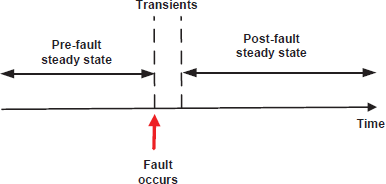 Transients
Pre-fault
steady state
Post-fault
steady state
Time
Fault
occurs